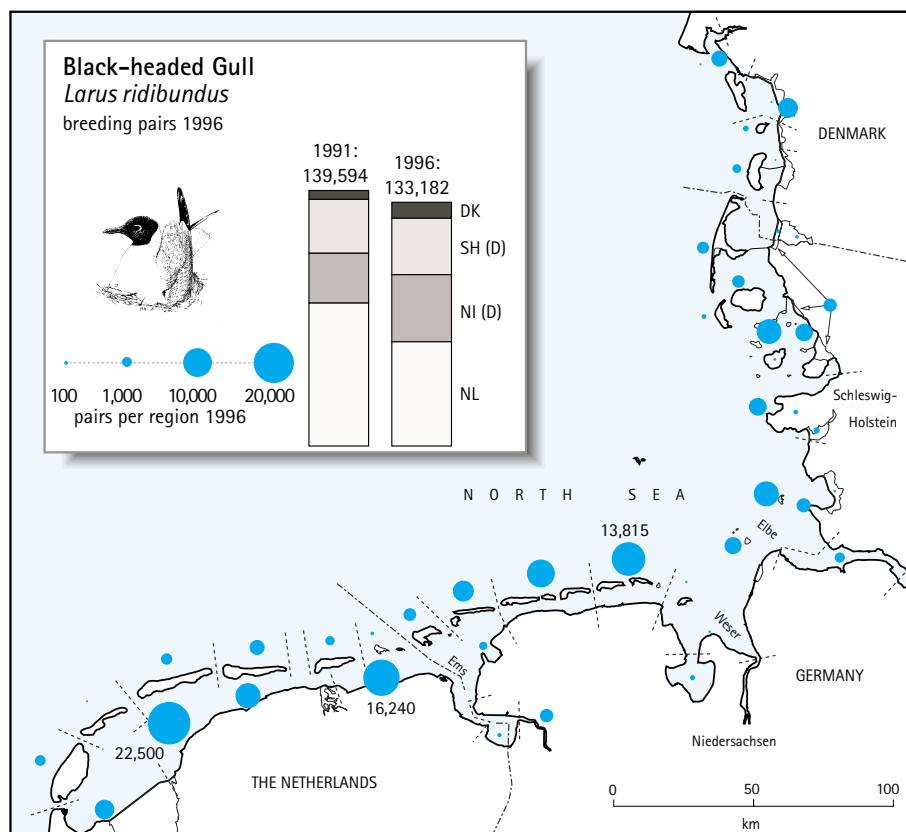 Black-headed Gull
Larus ridibundus
breeding pairs 1996
1991:
139,594
1996:
133,182
DK
SH (D)
NI (D)
NL
100 1,000 10,000 20,000
pairs per region 1996
DENMARK
Schleswig-
Holstein
NORTH SEA
13,815
Elbe
Weser
Ems
GERMANY
16,240
22,500
Niedersachsen
THE NETHERLANDS
0 50 100
km